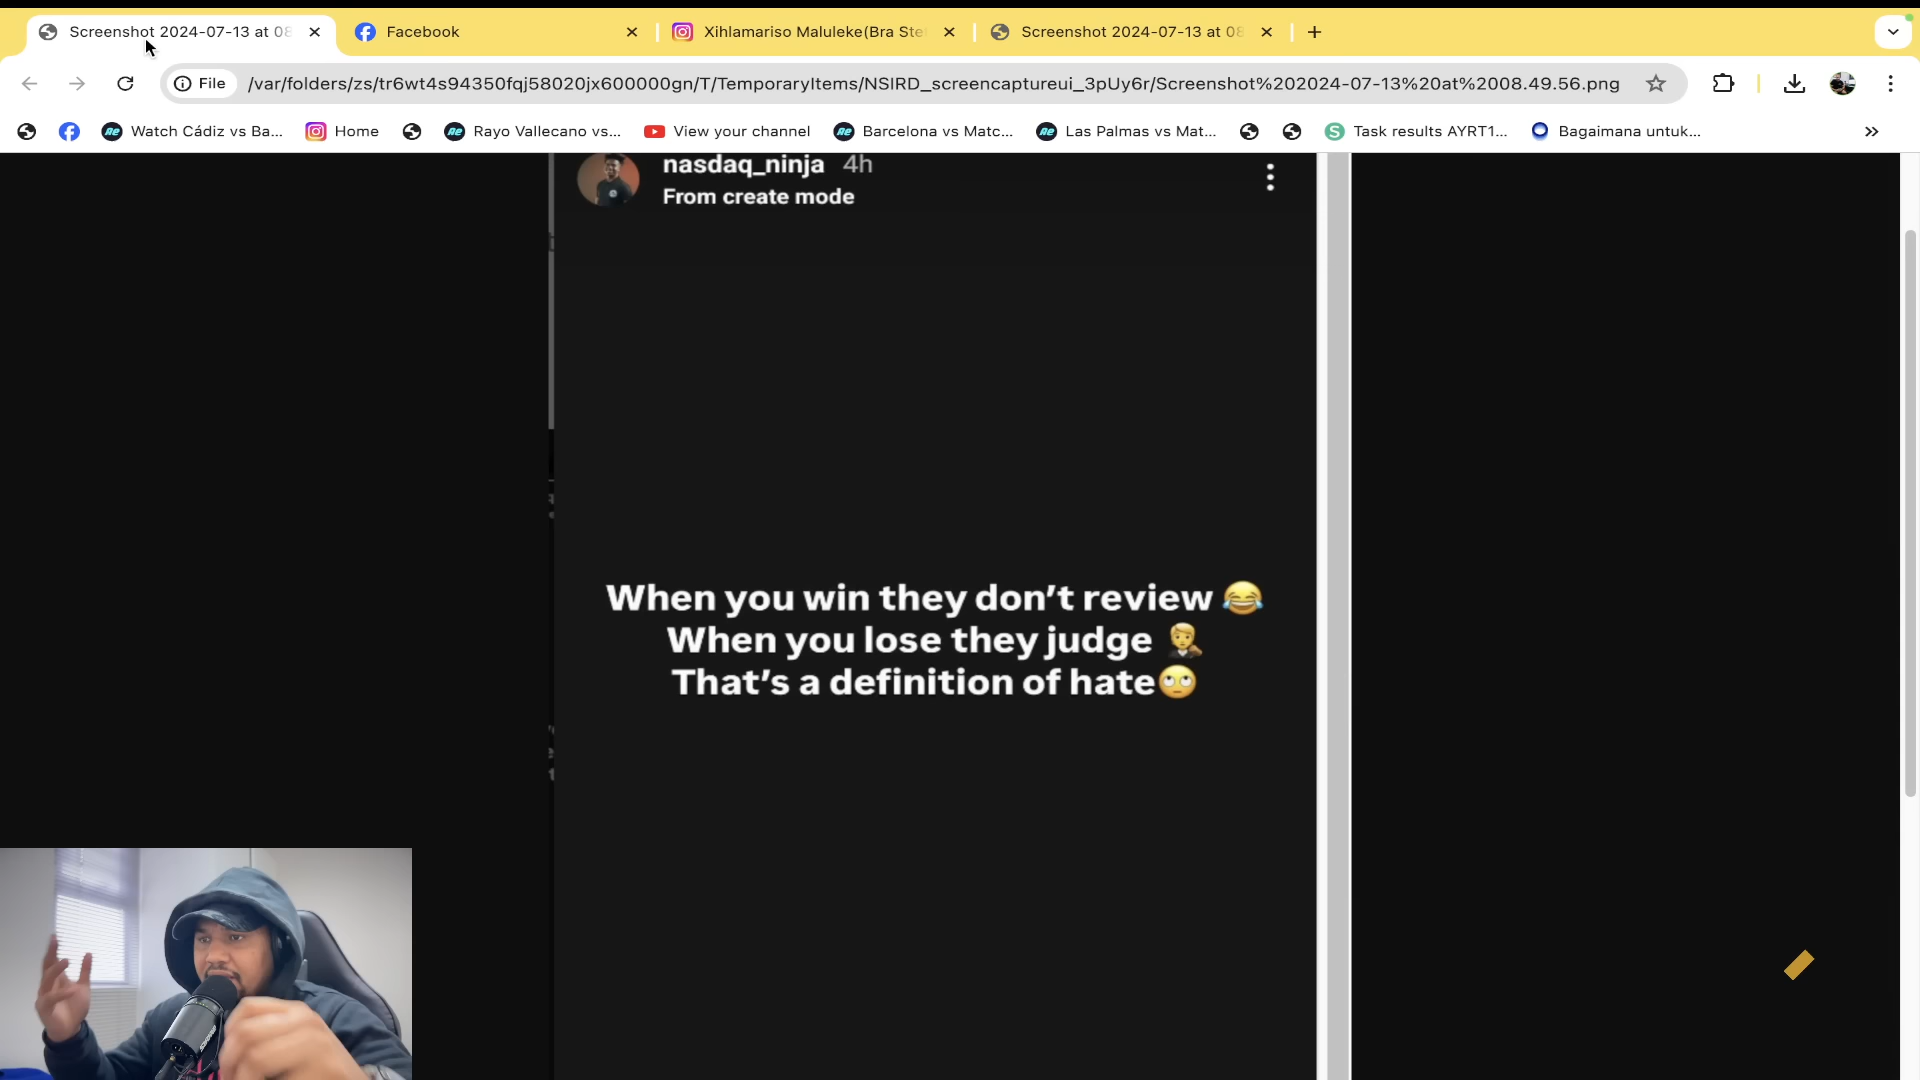 Screenshot 2024-07-13 at 08
Facebook
Xihlamariso Maluleke(Bra Ste
Screenshot 2024-07-13 at 08
File
/var/folders/zs/tr6wt4s94350fqj58020jx600000gn/T/TemporaryItems/NSIRD_screencaptureui_3pUy6r/Screenshot%202024-07-13%20at%2008.49.56.png
Watch Cádiz vs Ba...
Home
Rayo Vallecano vs...
View your channel
Barcelona vs Matc...
Las Palmas vs Mat...
Task results AYRT1...
Bagaimana untuk...
nasdaq_ninja 4h
From create mode
When you win they don't review 😂
When you lose they judge 🧑‍⚖️
That's a definition of hate🙄